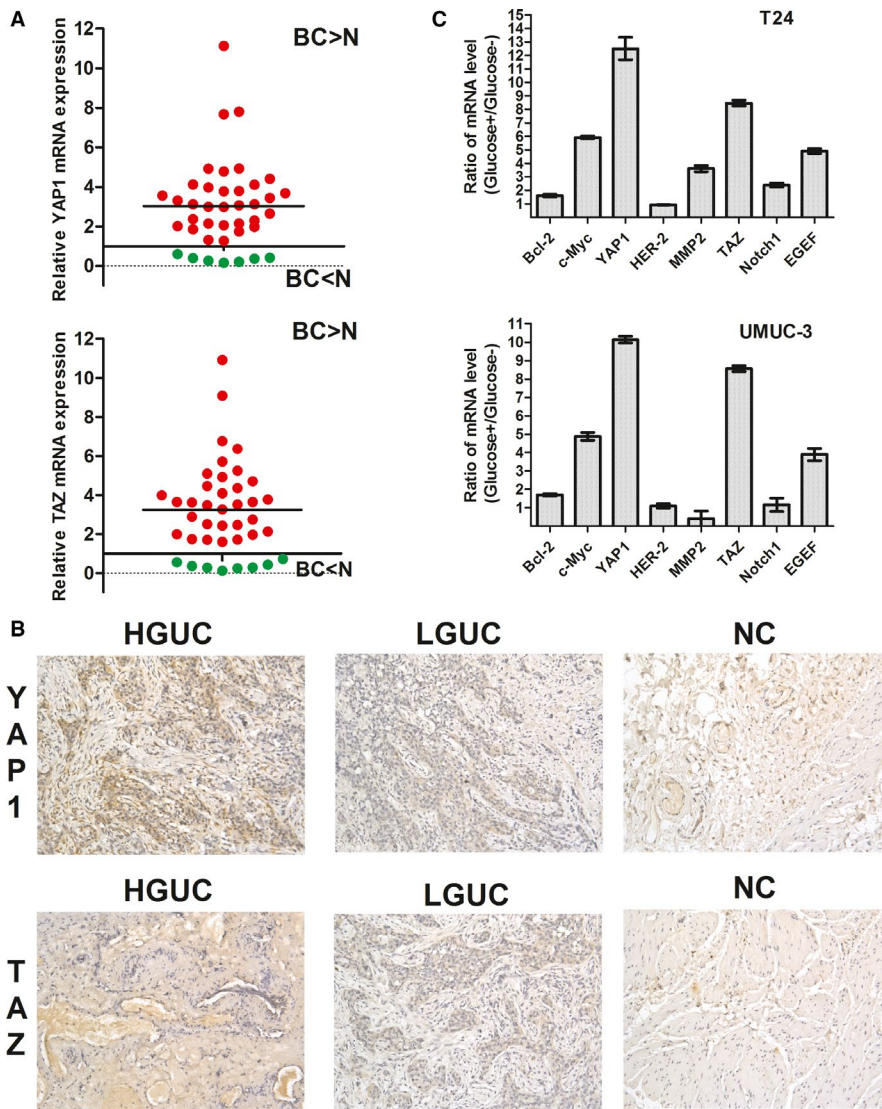 A
Relative YAP1 mRNA expression
12
10
8
6
4
2
0
BC>N
BC<N
Relative TAZ mRNA expression
12
10
8
6
4
2
0
BC>N
BC<N
C
T24
Ratio of mRNA level
(Glucose+/Glucose-)
15
14
13
12
11
10
9
8
7
6
5
4
3
2
1
Bcl-2
c-Myc
YAP1
HER-2
MMP2
TAZ
Notch1
EGEF
UMUC-3
Ratio of mRNA level
(Glucose+/Glucose-)
11
10
9
8
7
6
5
4
3
2
1
Bcl-2
c-Myc
YAP1
HER-2
MMP2
TAZ
Notch1
EGEF
B
HGUC
LGUC
NC
YAP1
HGUC
LGUC
NC
TAZ